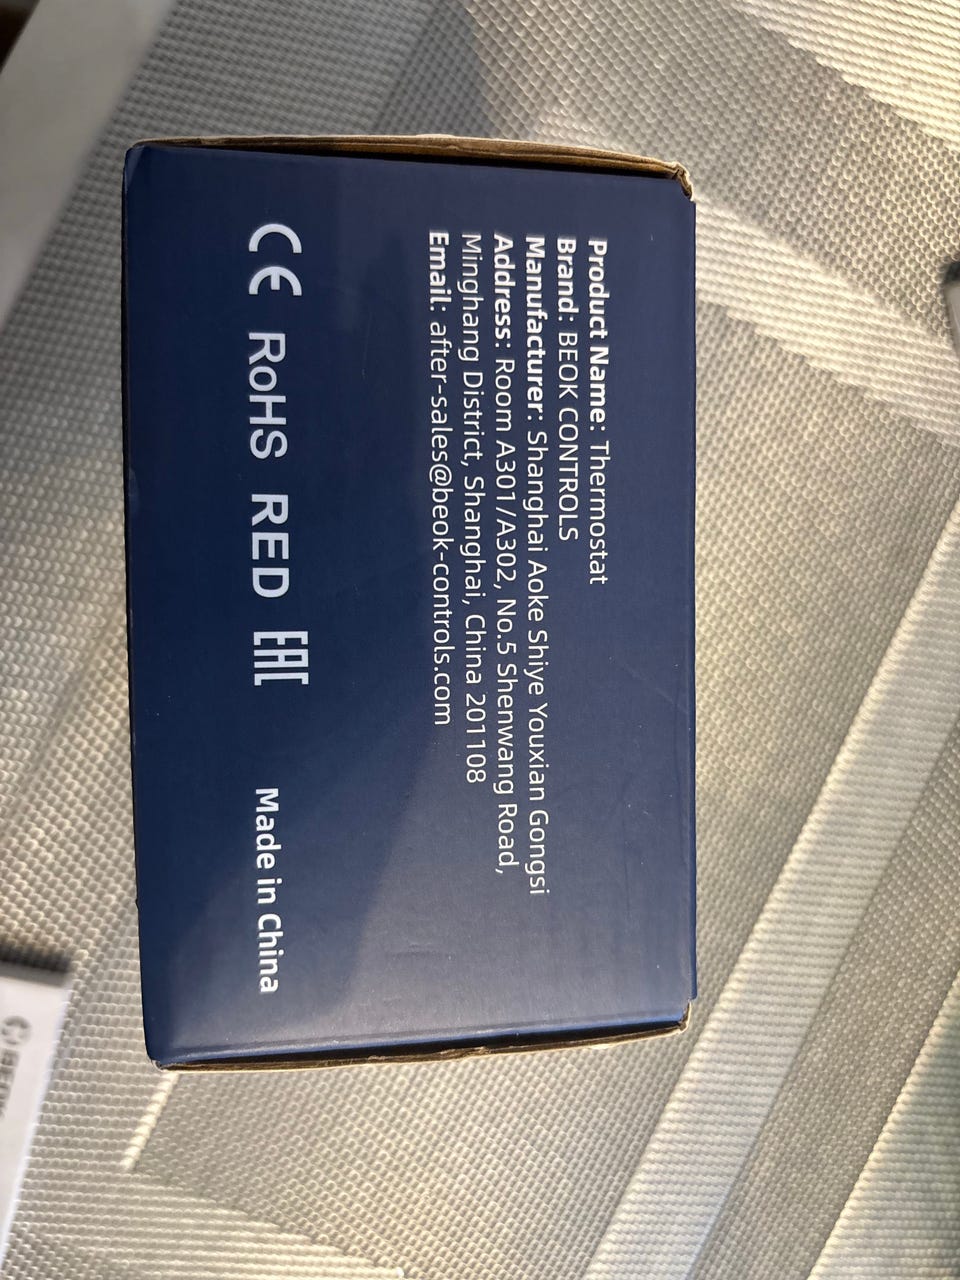 Product Name: Thermostat
Brand: BEOK CONTROLS
Manufacturer: Shanghai Aoke Shiye Youxian Gongsi
Address: Room A301/A302, No.5 Shenwang Road,
Minghang District, Shanghai, China 201108
Email: after-sales@beok-controls.com
CE RoHS RED EAC Made in China